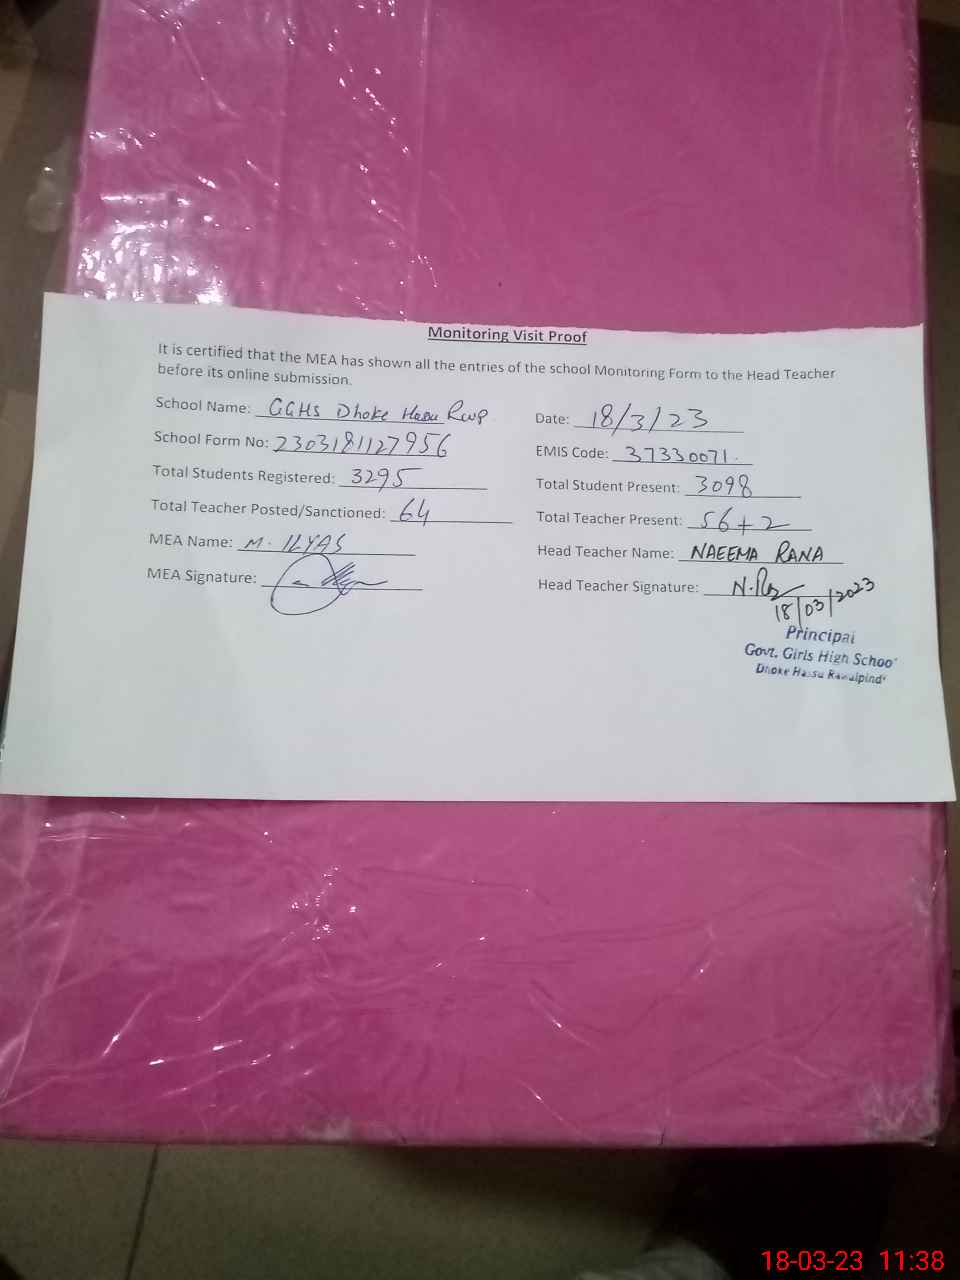 Monitoring Visit Proof
It is certified that the MEA has shown all the entries of the school Monitoring Form to the Head Teacher
before its online submission.
School Name: GGHS Dhoke Hassu Rwp
Date: 18/3/23
School Form No: 2303181127956
EMIS Code: 37330071.
Total Students Registered: 3295
Total Student Present: 3098
Total Teacher Posted/Sanctioned: 64
Total Teacher Present: 56+2
MEA Name: M. ILYAS
Head Teacher Name: NAEEMA RANA
MEA Signature:
Head Teacher Signature:
18/03/2023
Principal
Govt. Girls High School
Dhoke Hassu Rawalpindi
18-03-23 11:38